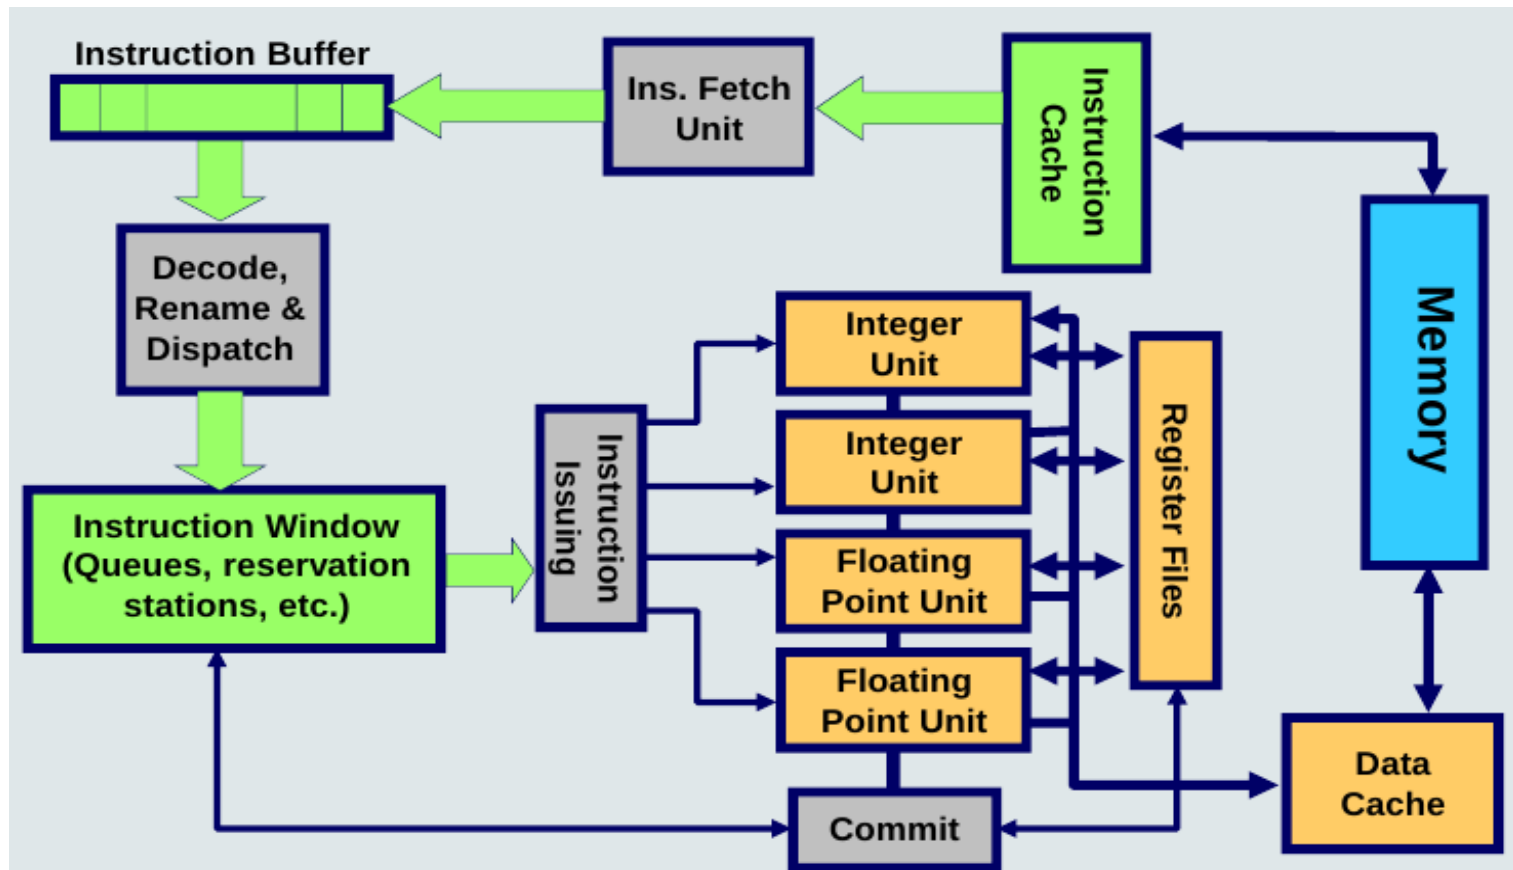 Instruction Buffer
Ins. Fetch
Unit
Instruction
Cache
Memory
Decode,
Rename &
Dispatch
Instruction Window
(Queues, reservation
stations, etc.)
Instruction
Issuing
Integer
Unit
Integer
Unit
Floating
Point Unit
Floating
Point Unit
Register Files
Commit
Data
Cache